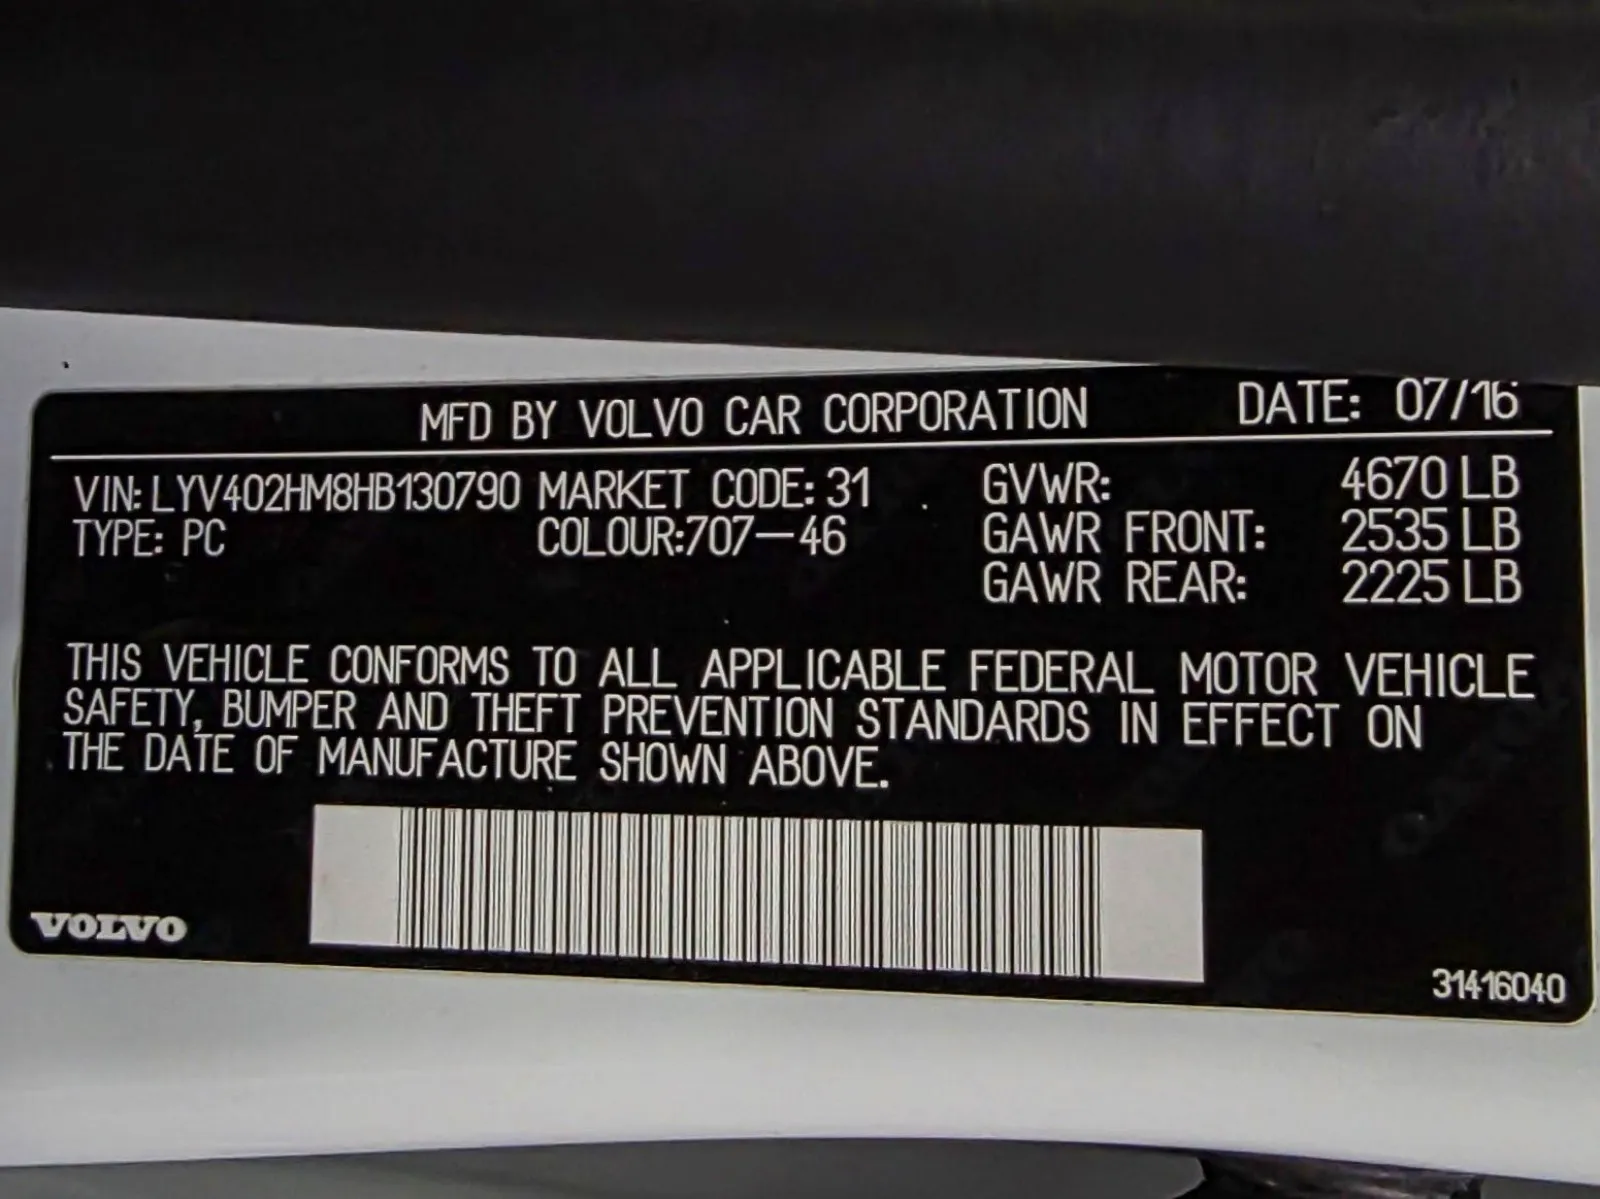 MFD BY VOLVO CAR CORPORATION DATE: 07/16
VIN: LYV402HM8HB130790 MARKET CODE: 31 GVWR: 4670 LB
TYPE: PC COLOUR:707-46 GAWR FRONT: 2535 LB
GAWR REAR: 2225 LB
THIS VEHICLE CONFORMS TO ALL APPLICABLE FEDERAL MOTOR VEHICLE
SAFETY, BUMPER AND THEFT PREVENTION STANDARDS IN EFFECT ON
THE DATE OF MANUFACTURE SHOWN ABOVE.
VOLVO
31416040